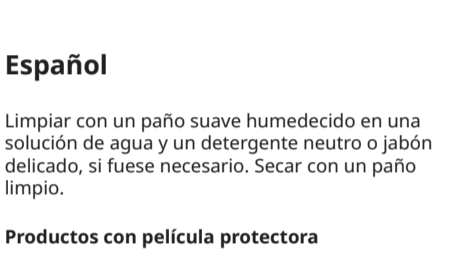 Español
Limpiar con un paño suave humedecido en una
solución de agua y un detergente neutro o jabón
delicado, si fuese necesario. Secar con un paño
limpio.
Productos con película protectora